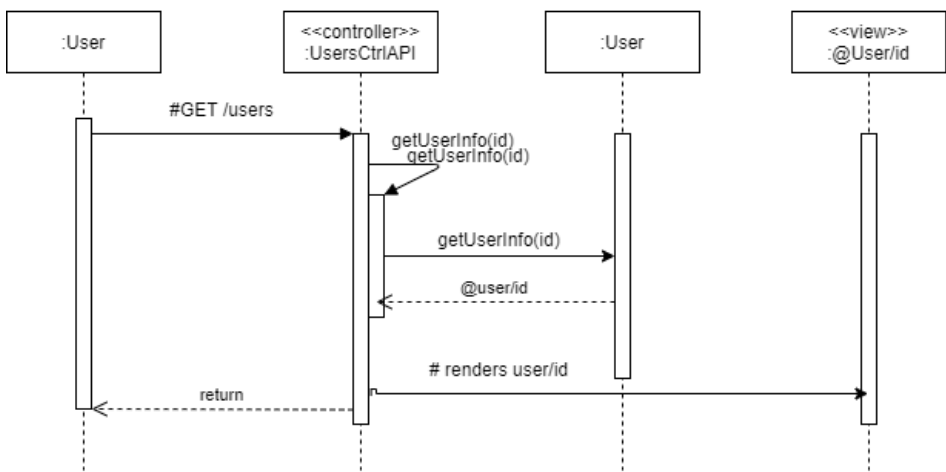 :User
<<controller>>
:UsersCtrlAPI
:User
<<view>>
:@User/id
#GET /users
getUserInfo(id)
getUserInfo(id)
getUserInfo(id)
@user/id
# renders user/id
return